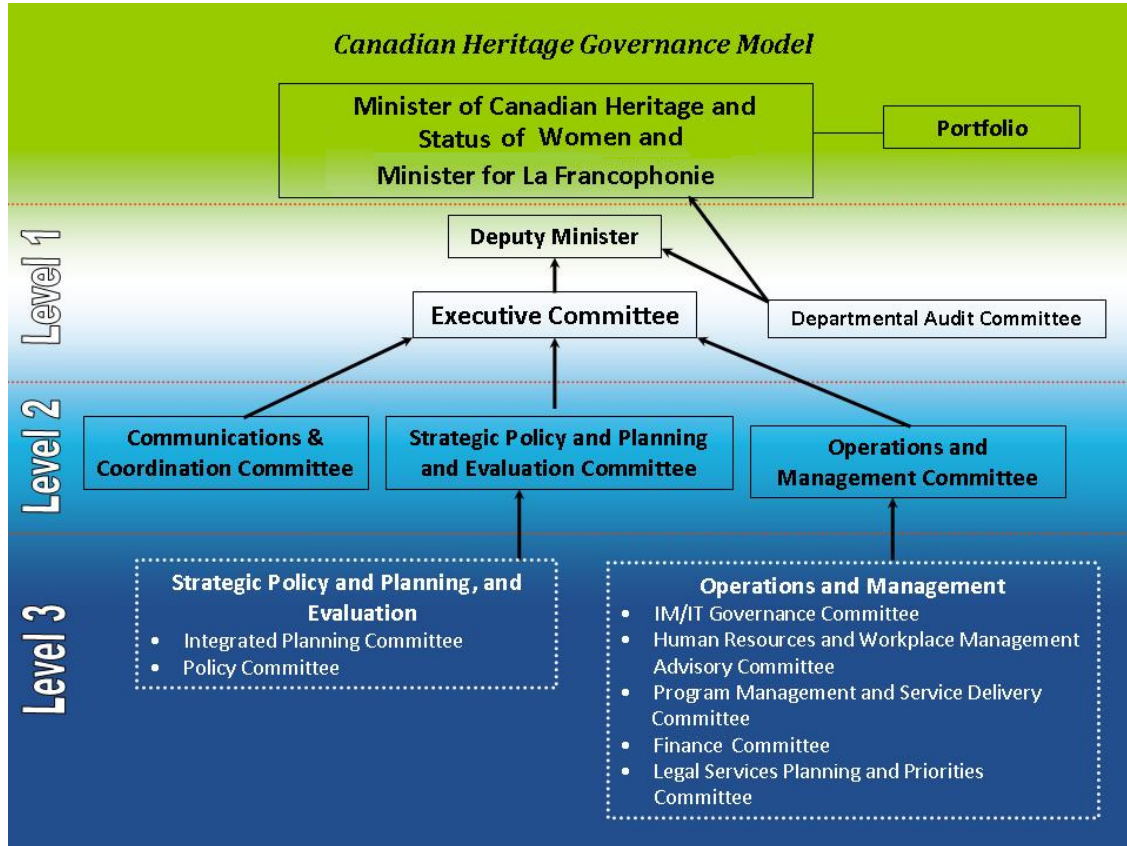 Canadian Heritage Governance Model
Minister of Canadian Heritage and
Status of Women and
Minister for La Francophonie
Portfolio
Level 1
Deputy Minister
Executive Committee
Departmental Audit Committee
Level 2
Communications &
Coordination Committee
Strategic Policy and Planning
and Evaluation Committee
Operations and
Management Committee
Level 3
Strategic Policy and Planning, and
Evaluation
• Integrated Planning Committee
• Policy Committee
Operations and Management
• IM/IT Governance Committee
• Human Resources and Workplace Management
Advisory Committee
• Program Management and Service Delivery
Committee
• Finance Committee
• Legal Services Planning and Priorities
Committee